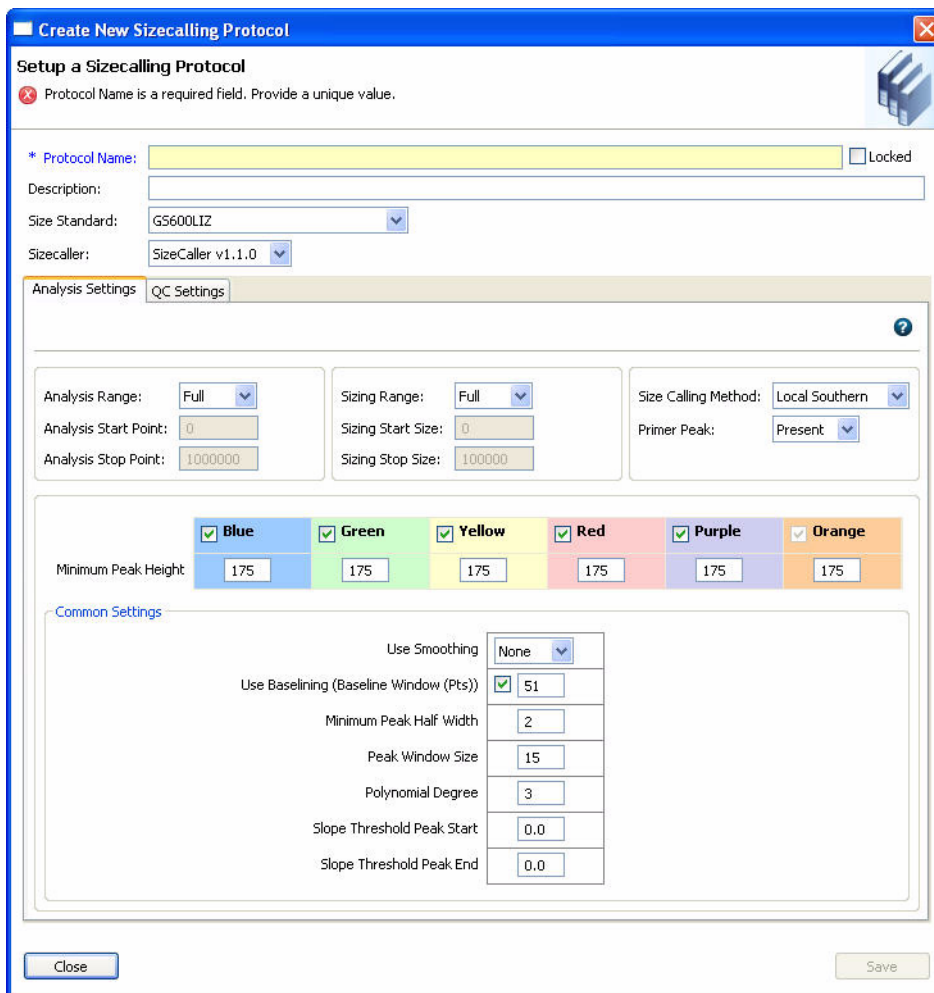 Create New Sizecalling Protocol
Setup a Sizecalling Protocol
Protocol Name is a required field. Provide a unique value.
* Protocol Name: Locked
Description:
Size Standard: GS600LIZ
Sizecaller: SizeCaller v1.1.0
Analysis Settings QC Settings
?
Analysis Range: Full Sizing Range: Full Size Calling Method: Local Southern
Analysis Start Point: 0 Sizing Start Size: 0 Primer Peak: Present
Analysis Stop Point: 1000000 Sizing Stop Size: 100000
Blue Green Yellow Red Purple Orange
Minimum Peak Height 175 175 175 175 175 175
Common Settings
Use Smoothing None
Use Baselining (Baseline Window (Pts)) 51
Minimum Peak Half Width 2
Peak Window Size 15
Polynomial Degree 3
Slope Threshold Peak Start 0.0
Slope Threshold Peak End 0.0
Close Save